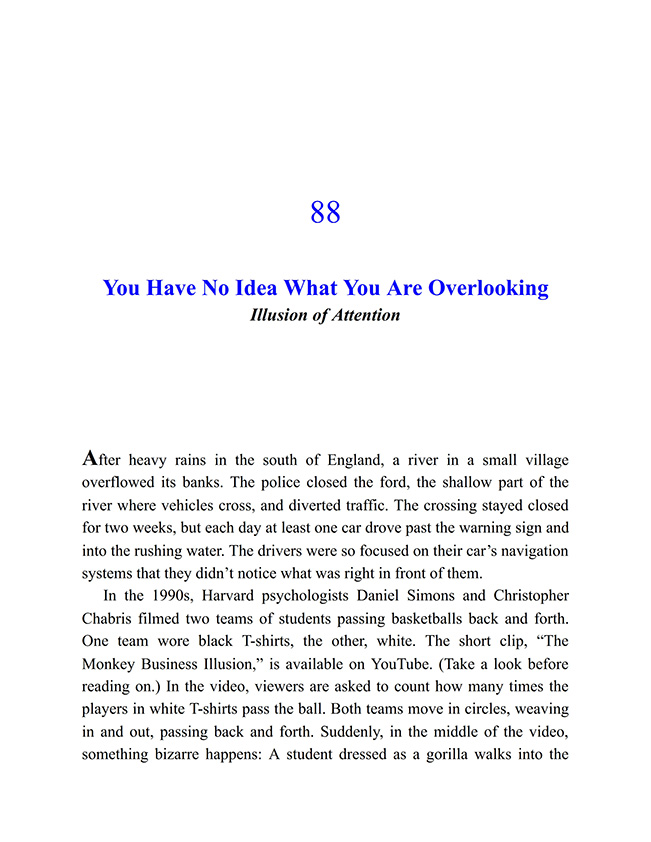 88
You Have No Idea What You Are Overlooking
Illusion of Attention
After heavy rains in the south of England, a river in a small village
overflowed its banks. The police closed the ford, the shallow part of the
river where vehicles cross, and diverted traffic. The crossing stayed closed
for two weeks, but each day at least one car drove past the warning sign and
into the rushing water. The drivers were so focused on their car’s navigation
systems that they didn’t notice what was right in front of them.
In the 1990s, Harvard psychologists Daniel Simons and Christopher
Chabris filmed two teams of students passing basketballs back and forth.
One team wore black T-shirts, the other, white. The short clip, “The
Monkey Business Illusion,” is available on YouTube. (Take a look before
reading on.) In the video, viewers are asked to count how many times the
players in white T-shirts pass the ball. Both teams move in circles, weaving
in and out, passing back and forth. Suddenly, in the middle of the video,
something bizarre happens: A student dressed as a gorilla walks into the